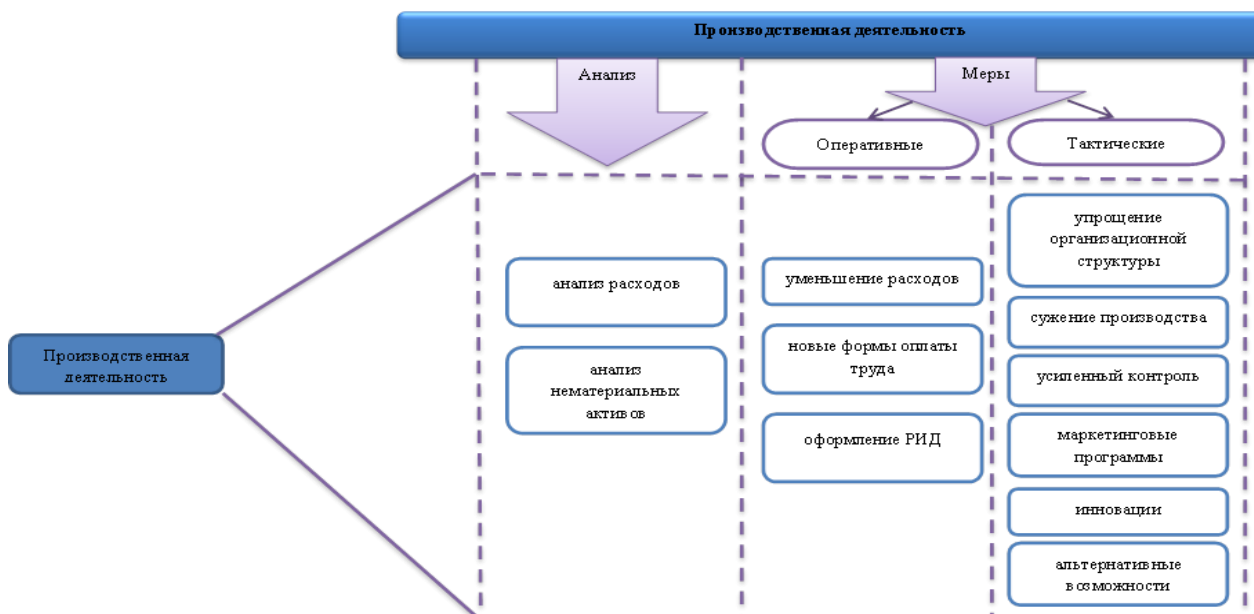 Производственная деятельность
Анализ
Меры
Оперативные
Тактические
Производственная
деятельность
анализ расходов
анализ
нематериальных
активов
уменьшение расходов
новые формы оплаты
труда
оформление РИД
упрощение
организационной
структуры
сужение производства
усиленный контроль
маркетинговые
программы
инновации
альтернативные
возможности